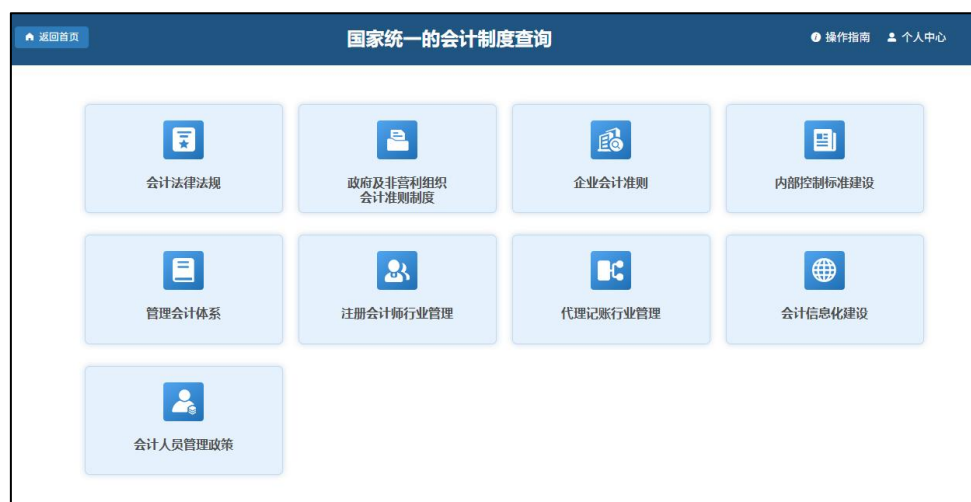 返回首页
国家统一的会计制度查询
操作指南
个人中心
会计法律法规
政府及非营利组织
会计准则制度
企业会计准则
内部控制标准建设
管理会计体系
注册会计师行业管理
代理记账行业管理
会计信息化建设
会计人员管理政策